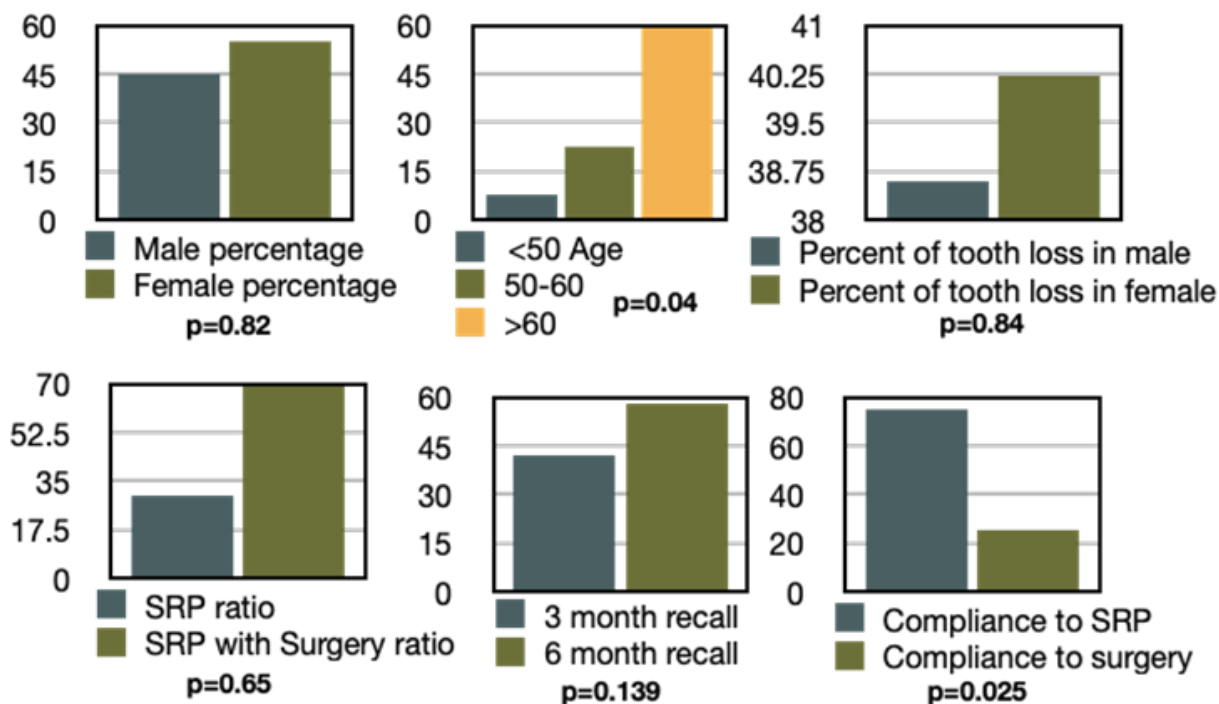 60
45
30
15
0
Male percentage
Female percentage
p=0.82
60
45
30
15
0
<50 Age
50-60
>60
p=0.04
41
40.25
39.5
38.75
38
Percent of tooth loss in male
Percent of tooth loss in female
p=0.84
70
52.5
35
17.5
0
SRP ratio
SRP with Surgery ratio
p=0.65
60
45
30
15
0
3 month recall
6 month recall
p=0.139
80
60
40
20
0
Compliance to SRP
Compliance to surgery
p=0.025